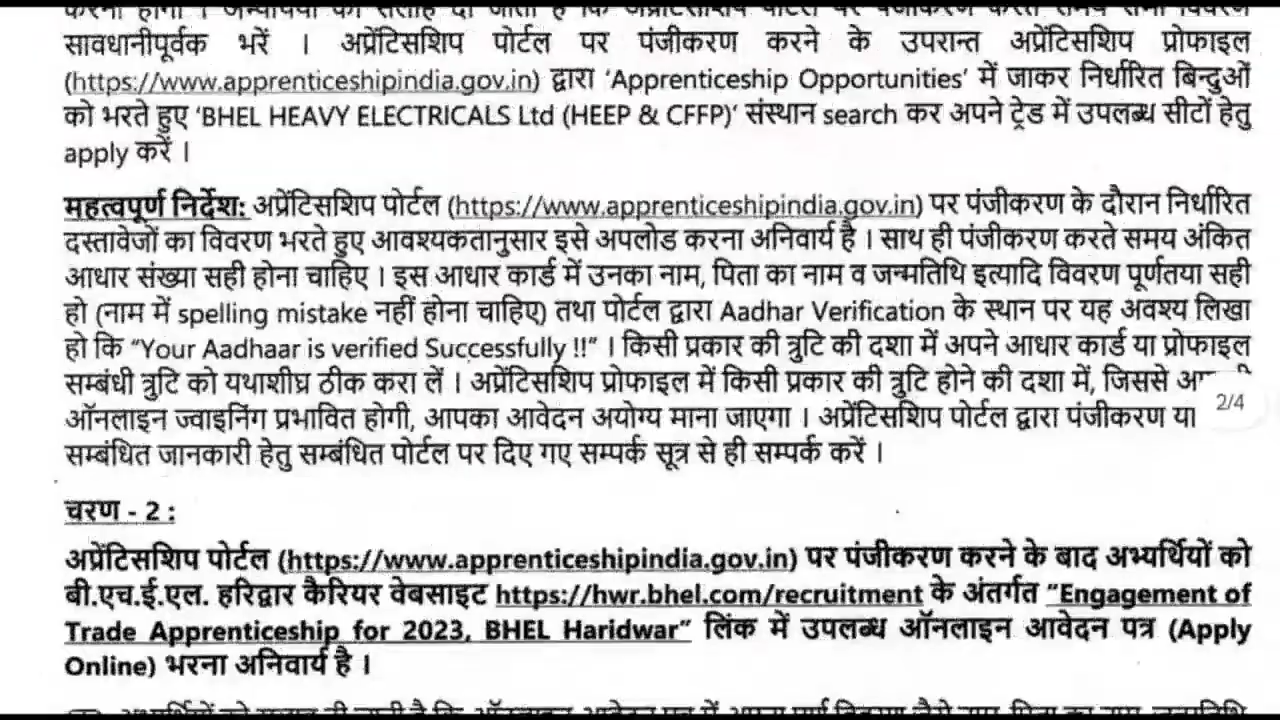 सावधानीपूर्वक भरें । अप्रेंटिसशिप पोर्टल पर पंजीकरण करने के उपरान्त अप्रेंटिसशिप प्रोफाइल
(https://www.apprenticeshipindia.gov.in) द्वारा ‘Apprenticeship Opportunities’ में जाकर निर्धारित बिन्दुओं
को भरते हुए ‘BHEL HEAVY ELECTRICALS Ltd (HEEP & CFFP)’ संस्थान search कर अपने ट्रेड में उपलब्ध सीटों हेतु
apply करें ।
महत्वपूर्ण निर्देश: अप्रेंटिसशिप पोर्टल (https://www.apprenticeshipindia.gov.in) पर पंजीकरण के दौरान निर्धारित
दस्तावेजों का विवरण भरते हुए आवश्यकतानुसार इसे अपलोड करना अनिवार्य है । साथ ही पंजीकरण करते समय अंकित
आधार संख्या सही होना चाहिए । इस आधार कार्ड में उनका नाम, पिता का नाम व जन्मतिथि इत्यादि विवरण पूर्णतया सही
हो (नाम में spelling mistake नहीं होना चाहिए) तथा पोर्टल द्वारा Aadhar Verification के स्थान पर यह अवश्य लिखा
हो कि “Your Aadhaar is verified Successfully !!” । किसी प्रकार की त्रुटि की दशा में अपने आधार कार्ड या प्रोफाइल
सम्बंधी त्रुटि को यथाशीघ्र ठीक करा लें । अप्रेंटिसशिप प्रोफाइल में किसी प्रकार की त्रुटि होने की दशा में, जिससे
ऑनलाइन ज्वाइनिंग प्रभावित होगी, आपका आवेदन अयोग्य माना जाएगा । अप्रेंटिसशिप पोर्टल द्वारा पंजीकरण या
2/4
सम्बंधित जानकारी हेतु सम्बंधित पोर्टल पर दिए गए सम्पर्क सूत्र से ही सम्पर्क करें ।
चरण - 2 :
अप्रेंटिसशिप पोर्टल (https://www.apprenticeshipindia.gov.in) पर पंजीकरण करने के बाद अभ्यर्थियों को
बी.एच.ई.एल. हरिद्वार कैरियर वेबसाइट https://hwr.bhel.com/recruitment के अंतर्गत “Engagement of
Trade Apprenticeship for 2023, BHEL Haridwar” लिंक में उपलब्ध ऑनलाइन आवेदन पत्र (Apply
Online) भरना अनिवार्य है ।